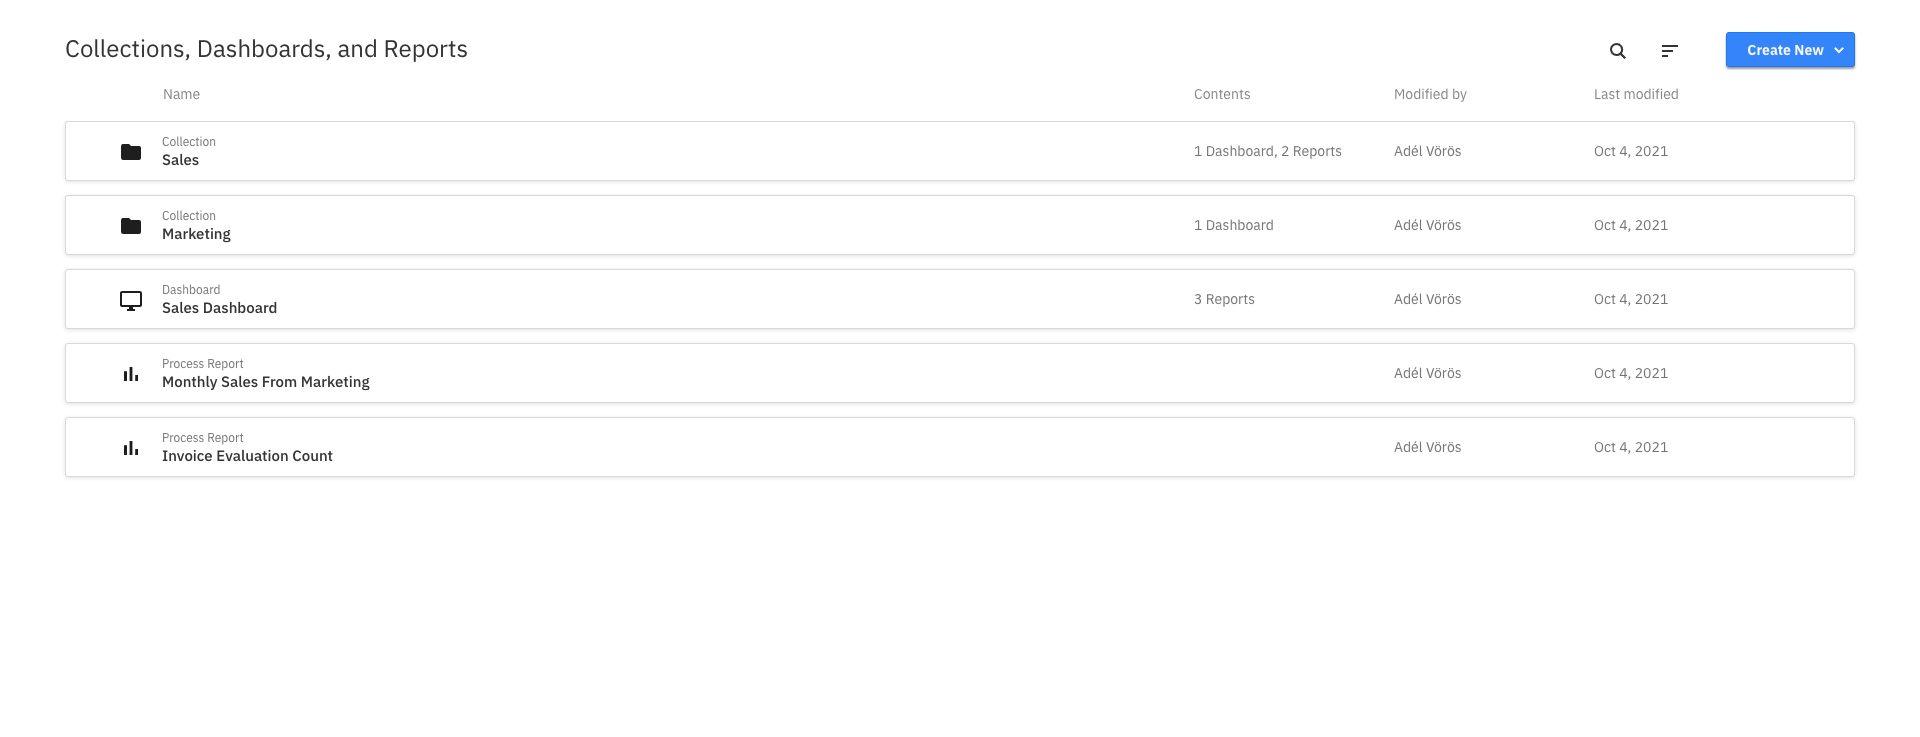 Collections, Dashboards, and Reports
Create New
Name Contents Modified by Last modified
Collection
Sales
1 Dashboard, 2 Reports Adél Vörös Oct 4, 2021
Collection
Marketing
1 Dashboard Adél Vörös Oct 4, 2021
Dashboard
Sales Dashboard
3 Reports Adél Vörös Oct 4, 2021
Process Report
Monthly Sales From Marketing
Adél Vörös Oct 4, 2021
Process Report
Invoice Evaluation Count
Adél Vörös Oct 4, 2021